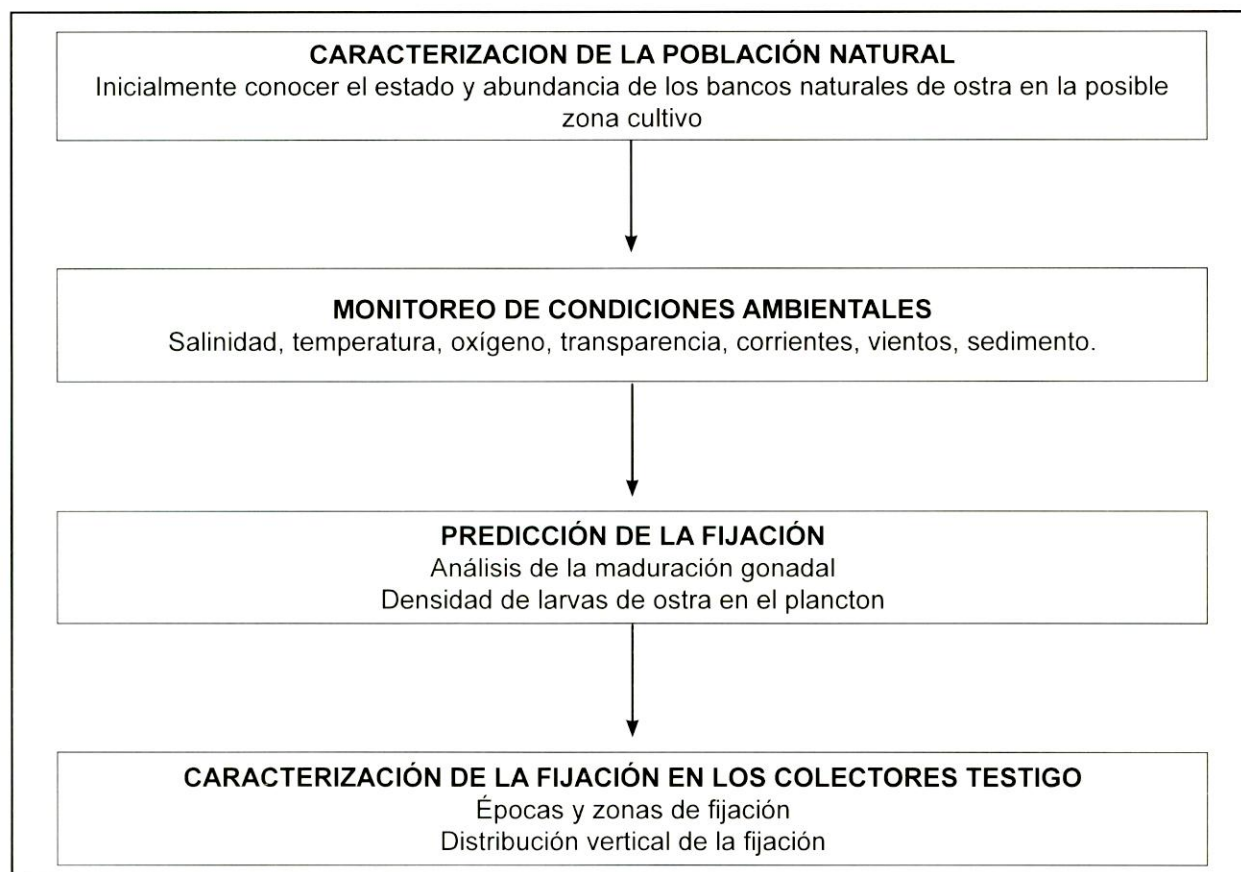 CARACTERIZACION DE LA POBLACIÓN NATURAL
Inicialmente conocer el estado y abundancia de los bancos naturales de ostra en la posible
zona cultivo
MONITOREO DE CONDICIONES AMBIENTALES
Salinidad, temperatura, oxígeno, transparencia, corrientes, vientos, sedimento.
PREDICCIÓN DE LA FIJACIÓN
Análisis de la maduración gonadal
Densidad de larvas de ostra en el plancton
CARACTERIZACIÓN DE LA FIJACIÓN EN LOS COLECTORES TESTIGO
Épocas y zonas de fijación
Distribución vertical de la fijación